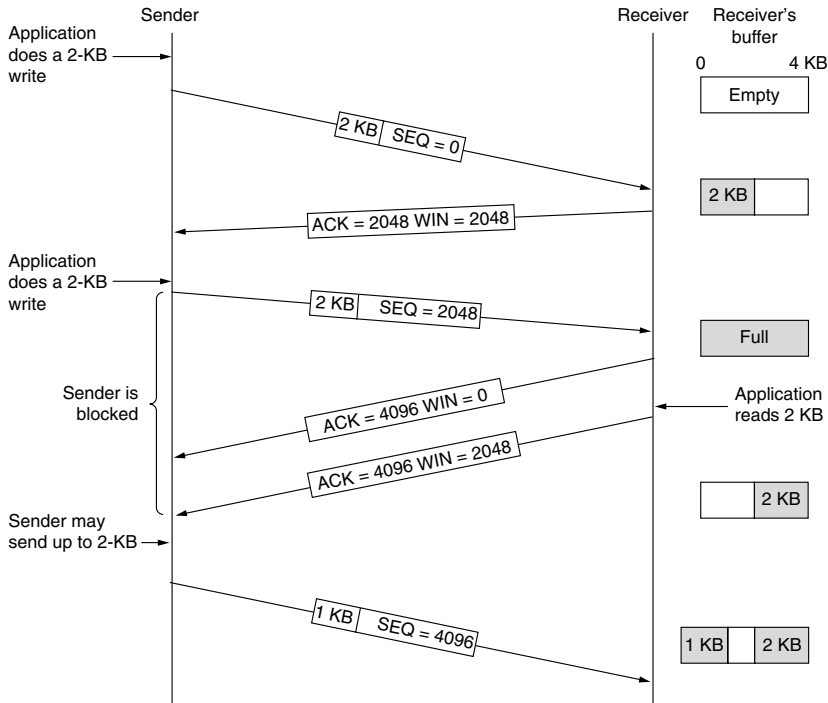 Sender
Receiver
Receiver's
buffer
0 4 KB
Application
does a 2-KB
write
Empty
2 KB SEQ = 0
2 KB
ACK = 2048 WIN = 2048
Application
does a 2-KB
write
2 KB SEQ = 2048
Full
Sender is
blocked
ACK = 4096 WIN = 0
Application
reads 2 KB
ACK = 4096 WIN = 2048
2 KB
Sender may
send up to 2-KB
1 KB SEQ = 4096
1 KB 2 KB